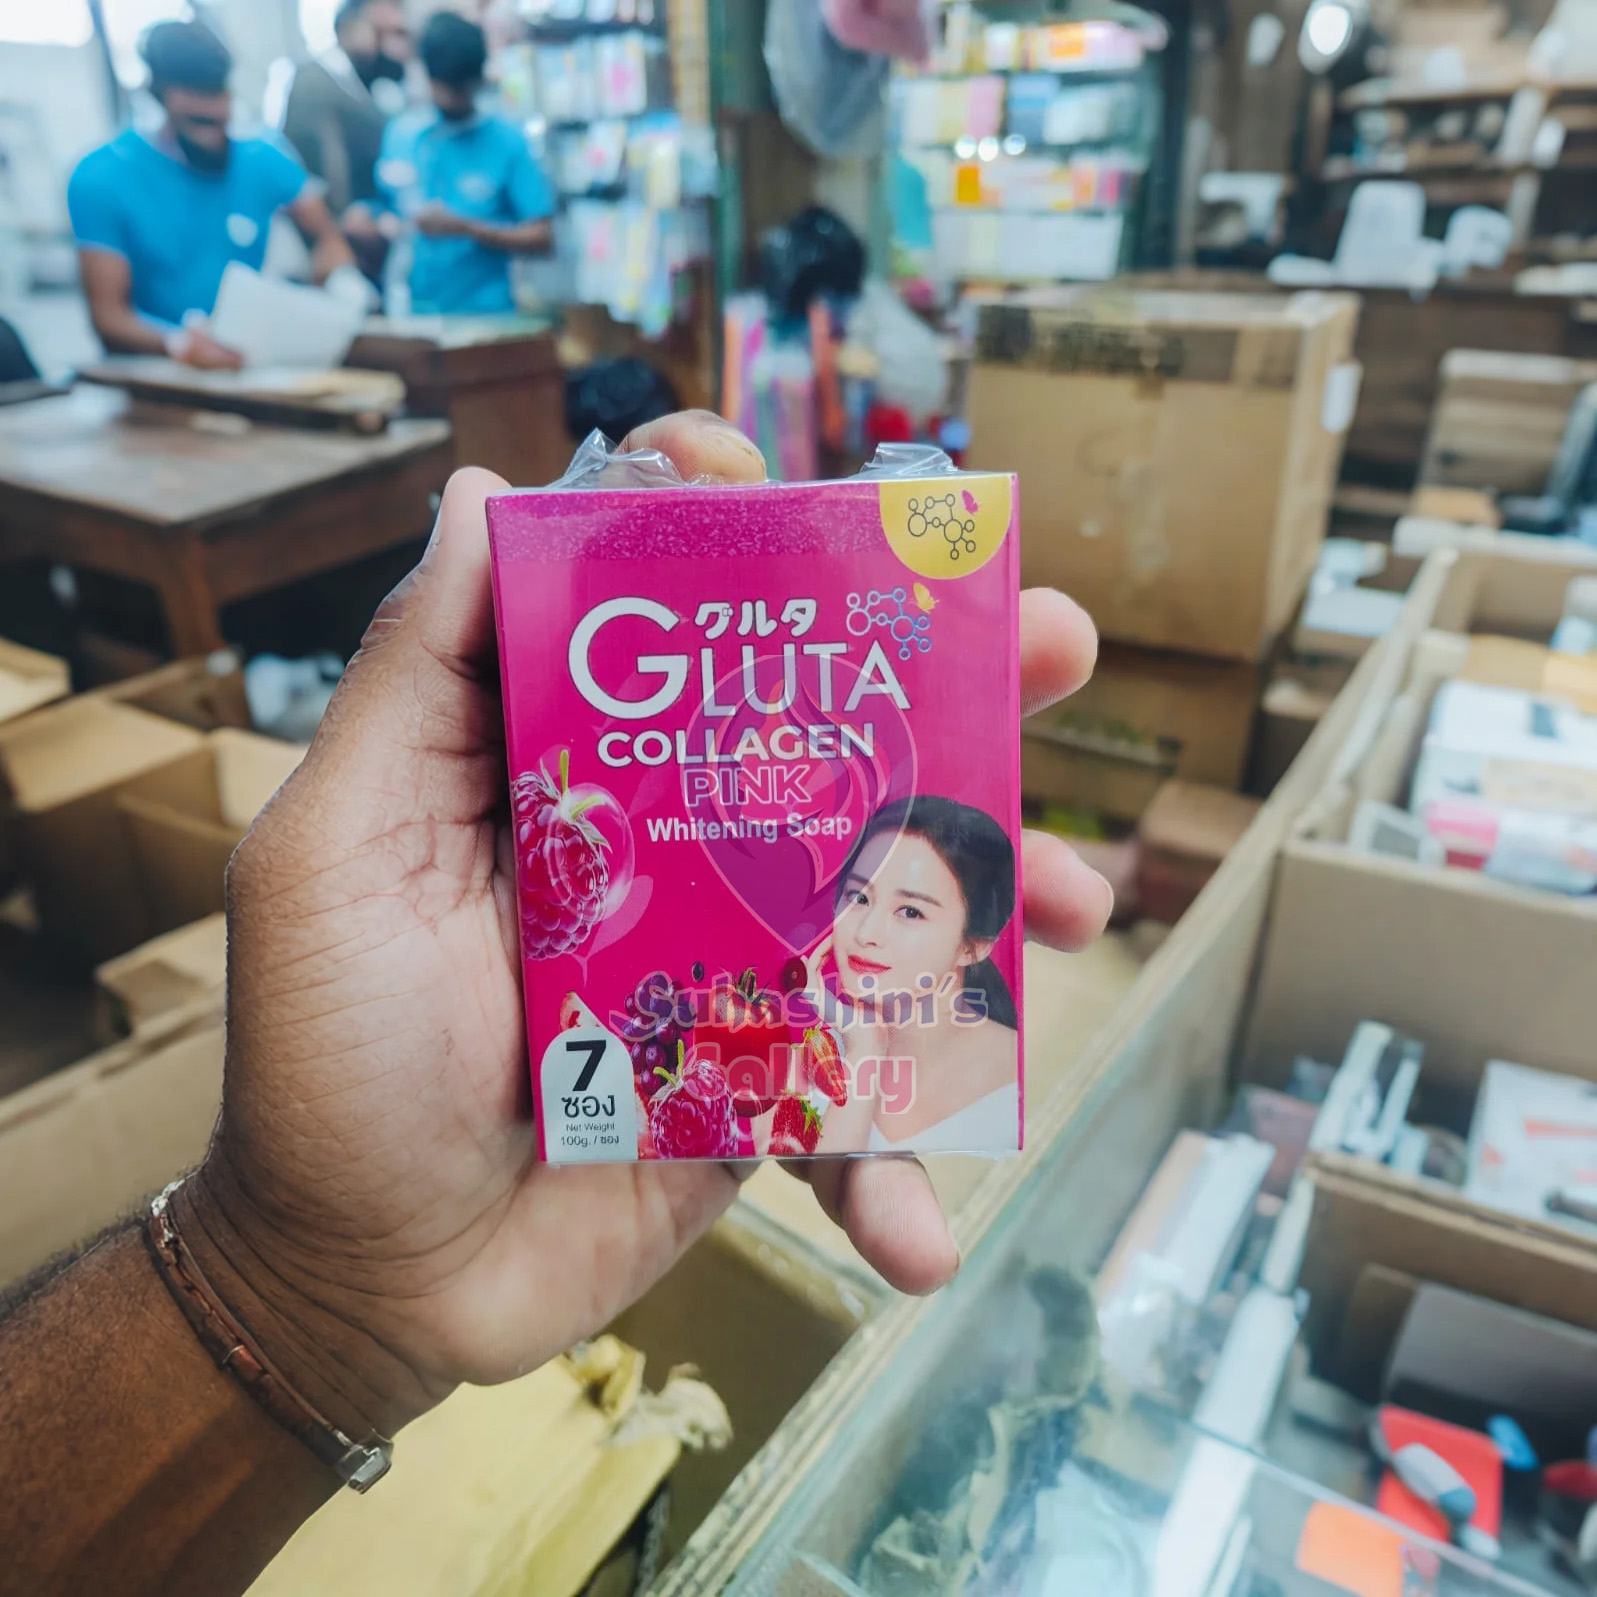 グルタ
GLUTA
COLLAGEN
PINK
Whitening Soap
7
ซอง
Net Weight
100g. / ซอง
Suhashini's
Gallery